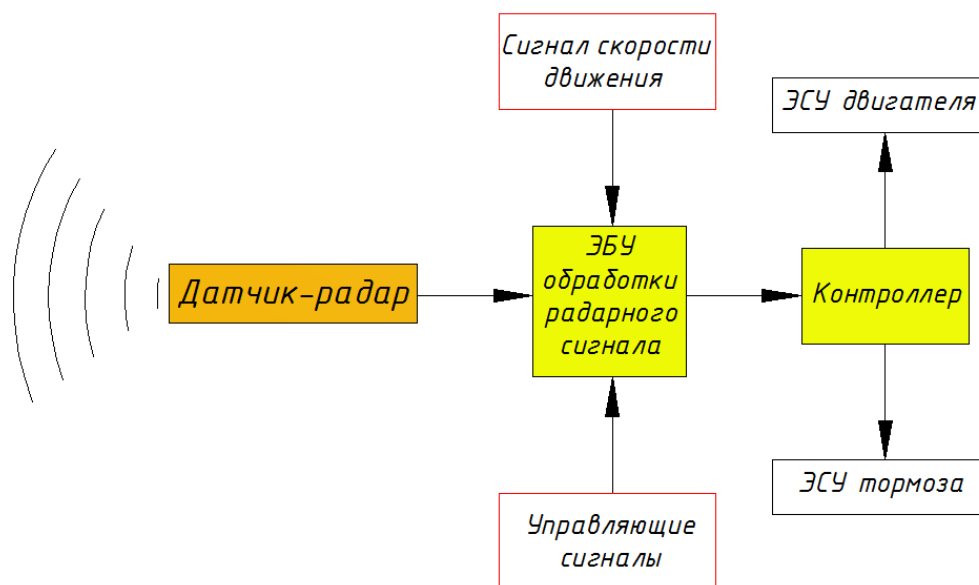 Сигнал скорости
движения
ЭСУ двигателя
Датчик-радар
ЭБУ
обработки
радарного
сигнала
Контроллер
ЭСУ тормоза
Управляющие
сигналы